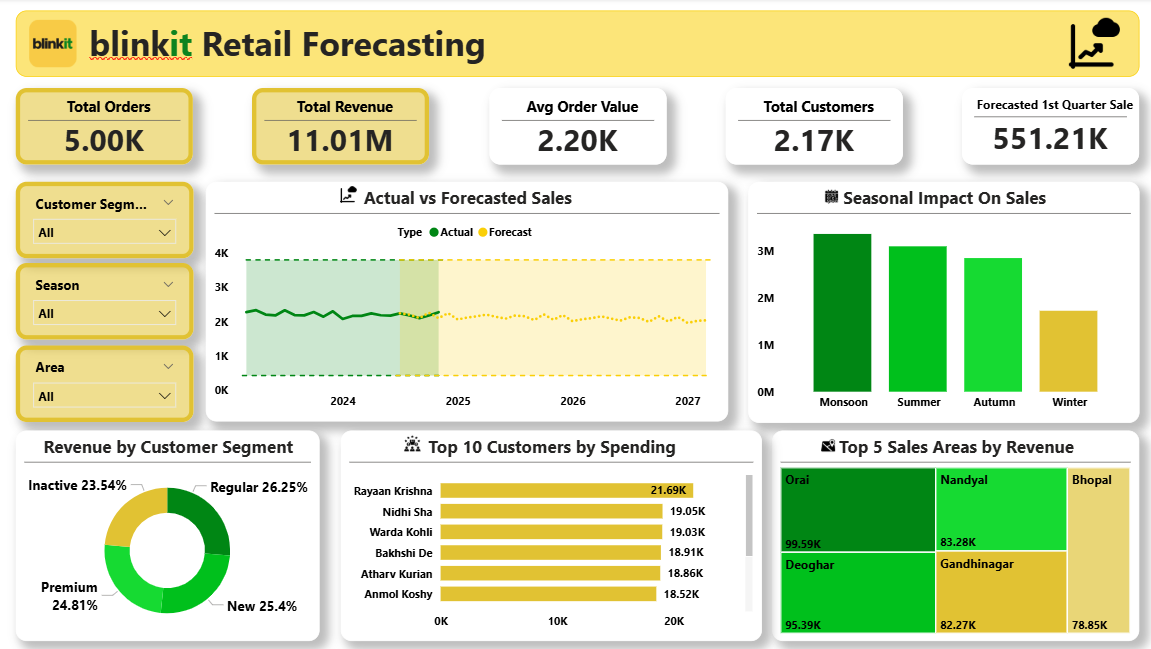 blinkit
blinkit Retail Forecasting
Total Orders
5.00K
Total Revenue
11.01M
Avg Order Value
2.20K
Total Customers
2.17K
Forecasted 1st Quarter Sale
551.21K
Customer Segm...
All
Season
All
Area
All
Actual vs Forecasted Sales
Type Actual Forecast
4K
3K
2K
1K
0K
2024 2025 2026 2027
Seasonal Impact On Sales
3M
2M
1M
0M
Monsoon Summer Autumn Winter
Revenue by Customer Segment
Inactive 23.54%
Regular 26.25%
Premium
24.81%
New 25.4%
Top 10 Customers by Spending
Rayaan Krishna 21.69K
Nidhi Sha 19.05K
Warda Kohli 19.03K
Bakhshi De 18.91K
Atharv Kurian 18.86K
Anmol Koshy 18.52K
0K 10K 20K
Top 5 Sales Areas by Revenue
Orai
99.59K
Deoghar
95.39K
Nandyal
83.28K
Gandhinagar
82.27K
Bhopal
78.85K